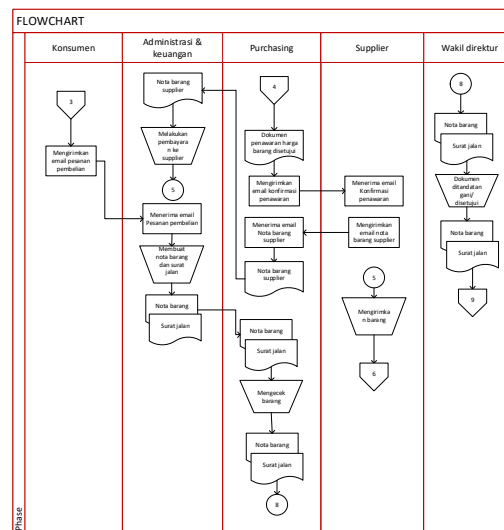 FLOWCHART
Konsumen
Administrasi &
keuangan
Purchasing
Supplier
Wakil direktur
3
Mengirimkan
email pesanan
pembelian
Nota barang
supplier
Melakukan
pembayara
n ke
supplier
5
Menerima email
Pesanan pembelian
Membuat
nota barang
dan surat
jalan
Nota barang
Surat jalan
4
Dokumen
penawaran harga
barang disetujui
Mengirimkan
email konfirmasi
penawaran
Menerima email
Nota barang
supplier
Nota barang
supplier
Nota barang
Surat jalan
Mengecek
barang
Nota barang
Surat jalan
8
Menerima email
Konfirmasi
penawaran
Mengirimkan
email nota
barang supplier
5
Mengirimka
n barang
6
8
Nota barang
Surat jalan
Dokumen
ditandatan
gani/
disetujui
Nota barang
Surat jalan
9
Phase